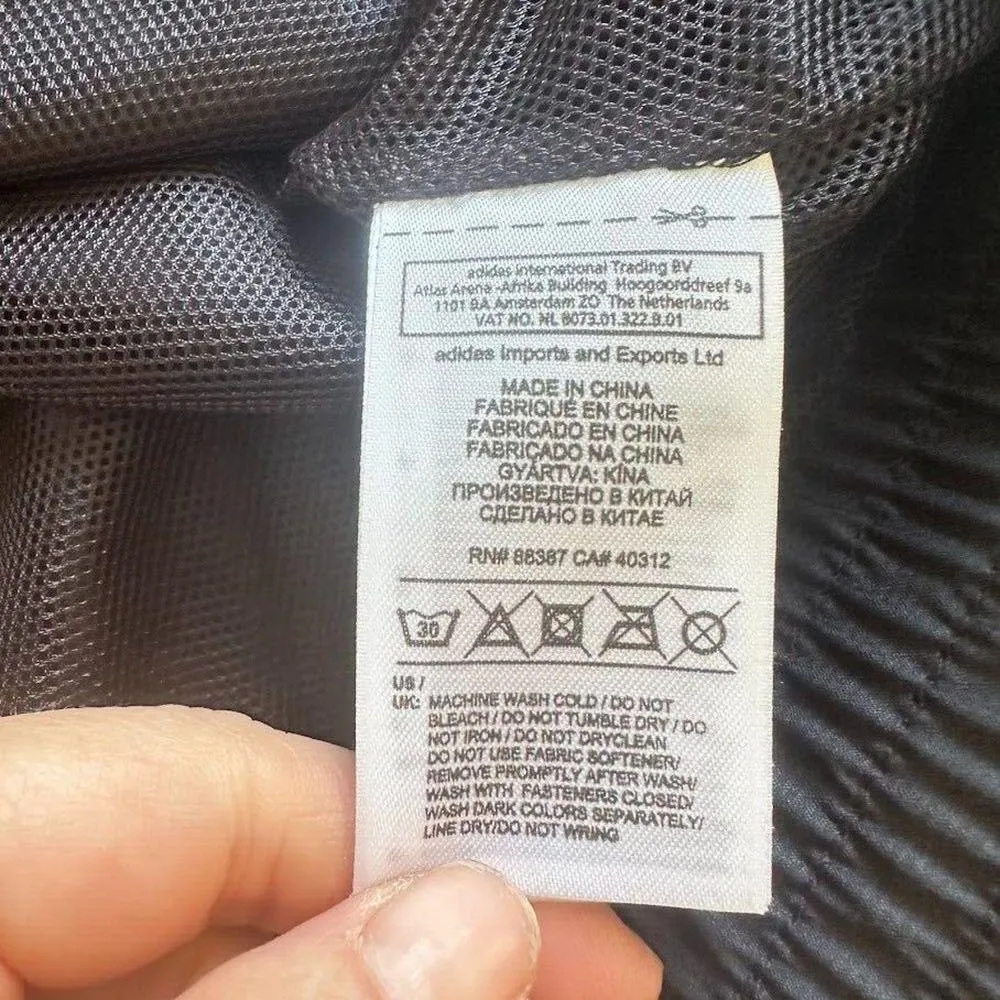 adidas International Trading BV
Atlas Arena -Afrika Building Hoogoorddreef 9a
1101 BA Amsterdam ZO The Netherlands
VAT NO. NL 8073.01.322.B.01
adidas Imports and Exports Ltd
MADE IN CHINA
FABRIQUÉ EN CHINE
FABRICADO EN CHINA
FABRICADO NA CHINA
GYÁRTVA: KÍNA
ПРОИЗВЕДЕНО В КИТАЙ
СДЕЛАНО В КИТАЕ
RN# 88387 CA# 40312
30
US /
UK: MACHINE WASH COLD / DO NOT
BLEACH / DO NOT TUMBLE DRY / DO
NOT IRON / DO NOT DRYCLEAN
DO NOT USE FABRIC SOFTENER/
REMOVE PROMPTLY AFTER WASH/
WASH WITH FASTENERS CLOSED/
WASH DARK COLORS SEPARATELY/
LINE DRY/DO NOT WRING